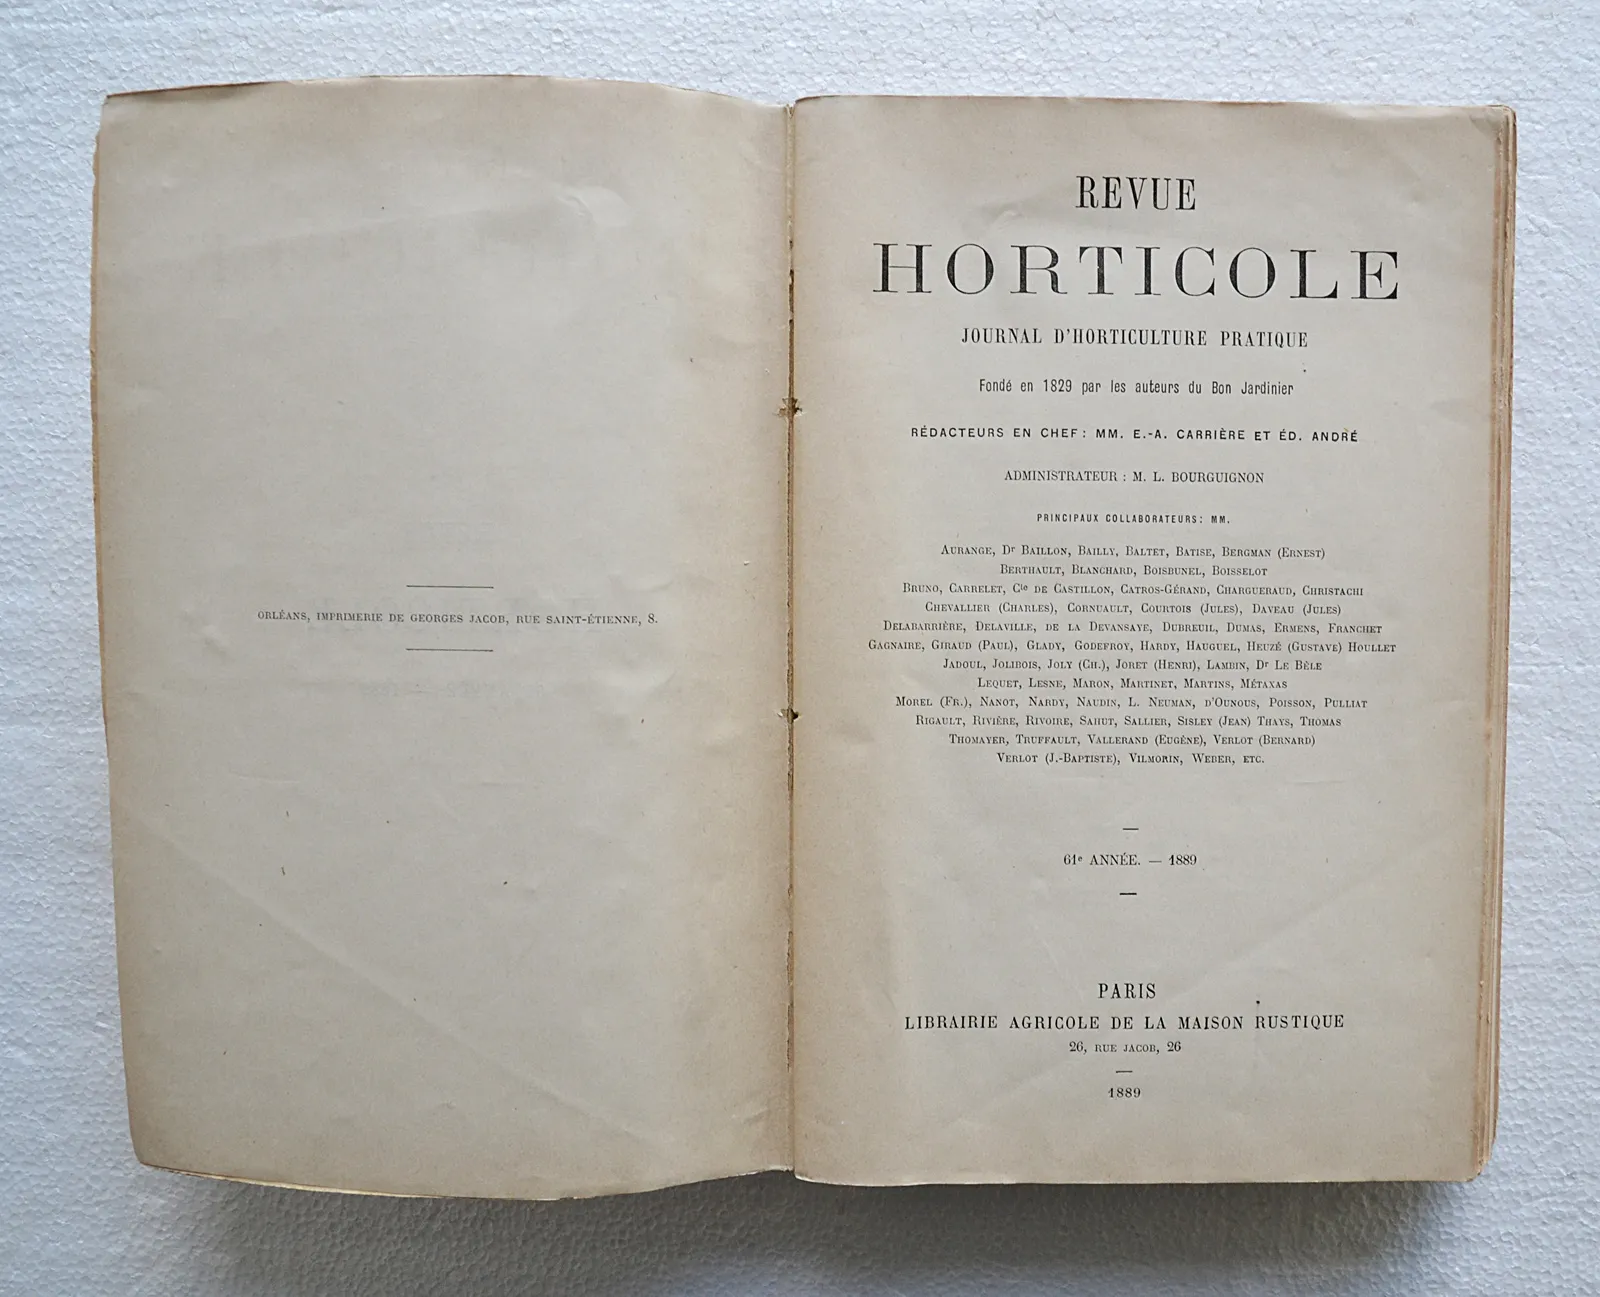 ORLÉANS, IMPRIMERIE DE GEORGES JACOB, RUE SAINT-ÉTIENNE, 8.
REVUE
HORTICOLE
JOURNAL D'HORTICULTURE PRATIQUE
Fondé en 1829 par les auteurs du Bon Jardinier
RÉDACTEURS EN CHEF : MM. E.-A. CARRIÈRE ET ÉD. ANDRÉ
ADMINISTRATEUR : M. L. BOURGUIGNON
PRINCIPAUX COLLABORATEURS : MM.
AURANGE, Dr BAILLON, BAILLY, BALTET, BATISE, BERGMAN (ERNEST)
BERTHAULT, BLANCHARD, BOISBUNEL, BOISSELOT
BRUNO, CARRELET, Cte DE CASTILLON, CATROS-GÉRAND, CHARGUERAUD, CHRISTACHI
CHEVALLIER (CHARLES), CORNUAULT, COURTOIS (JULES), DAVEAU (JULES)
DELABARRIÈRE, DELAVILLE, DE LA DEVANSAYE, DUBREUIL, DUMAS, ERMENS, FRANCHET
GAGNAIRE, GIRAUD (PAUL), GLADY, GODEFROY, HARDY, HAUGUEL, HEUZÉ (GUSTAVE) HOULLET
JADOUL, JOLIBOIS, JOLY (CH.), JORET (HENRI), LAMBIN, Dr LE BÈLE
LEQUET, LESNE, MARON, MARTINET, MARTINS, MÉTAXAS
MOREL (FR.), NANOT, NARDY, NAUDIN, L. NEUMAN, D'OUNOUS, POISSON, PULLIAT
RIGAULT, RIVIÈRE, RIVOIRE, SAHUT, SALLIER, SISLEY (JEAN) THAYS, THOMAS
THOMAYER, TRUFFAULT, VALLERAND (EUGÈNE), VERLOT (BERNARD)
VERLOT (J.-BAPTISTE), VILMORIN, WEBER, ETC.
61e ANNÉE. — 1889
PARIS
LIBRAIRIE AGRICOLE DE LA MAISON RUSTIQUE
26, RUE JACOB, 26
1889